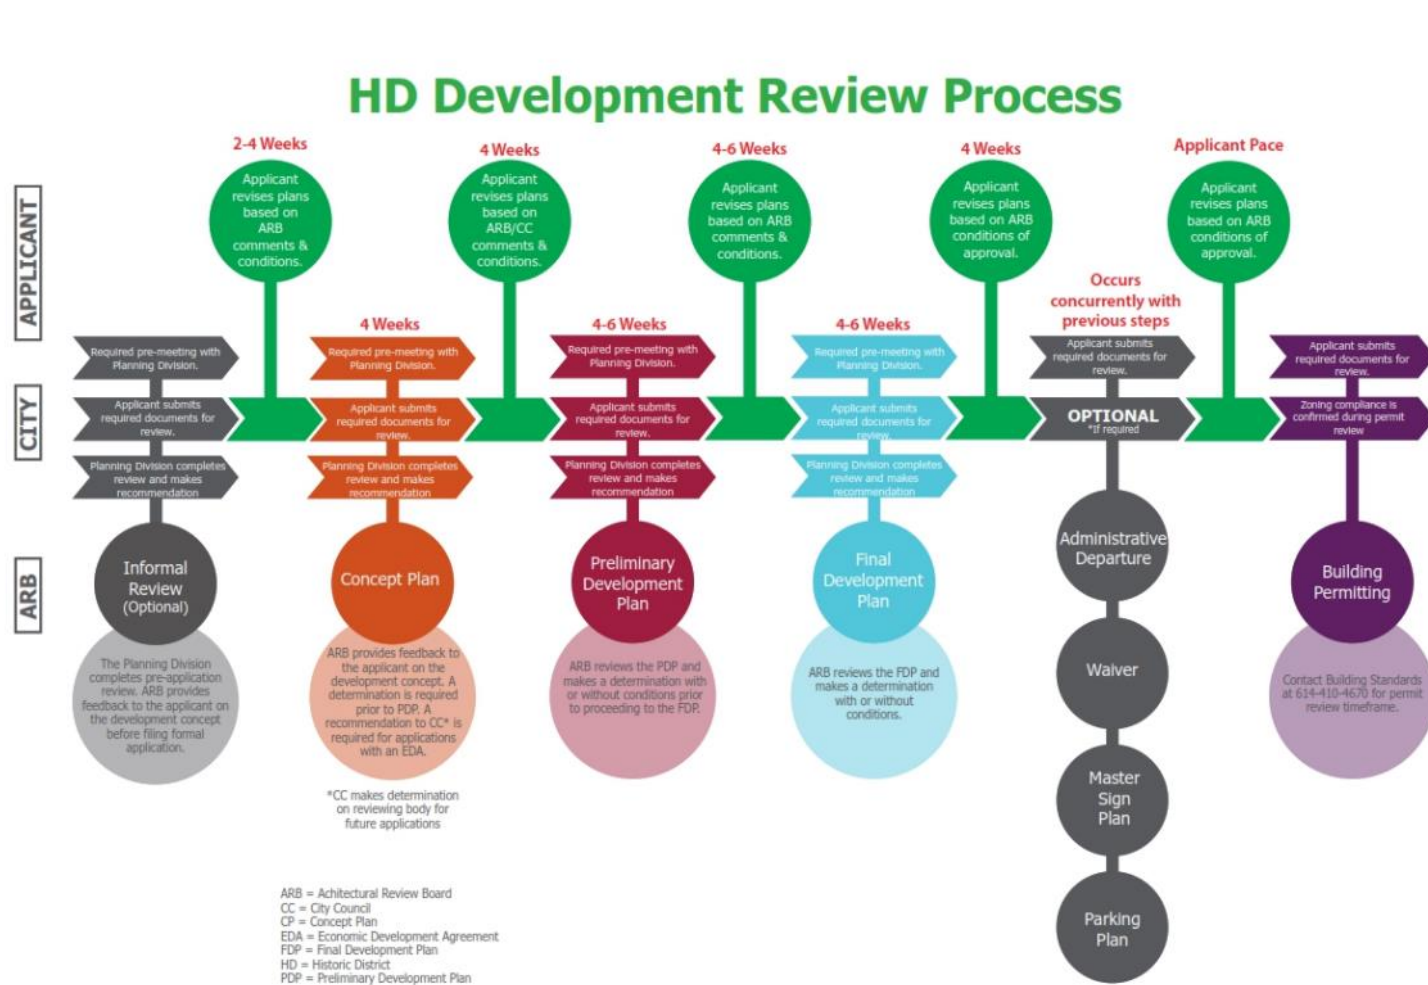 HD Development Review Process
2-4 Weeks
4 Weeks
4-6 Weeks
4 Weeks
Applicant Pace
APPLICANT
Applicant
revises plans
based on
ARB
comments &
conditions.
Applicant
revises plans
based on
ARB/CC
comments &
conditions.
Applicant
revises plans
based on ARB
comments &
conditions.
Applicant
revises plans
based on ARB
conditions of
approval.
Applicant
revises plans
based on ARB
conditions of
approval.
4 Weeks
4-6 Weeks
4-6 Weeks
Occurs
concurrently with
previous steps
CITY
Required pre-meeting with
Planning Division.
Applicant submits
required documents for
review.
Planning Division completes
review and makes
recommendation
Required pre-meeting with
Planning Division.
Applicant submits
required documents for
review.
Planning Division completes
review and makes
recommendation
Required pre-meeting with
Planning Division.
Applicant submits
required documents for
review.
Planning Division completes
review and makes
recommendation
Required pre-meeting with
Planning Division.
Applicant submits
required documents for
review.
Planning Division completes
review and makes
recommendation
Applicant submits
required documents for
review.
OPTIONAL
*If required
Applicant submits
required documents for
review.
Zoning compliance is
confirmed during permit
review
ARB
Informal
Review
(Optional)
The Planning Division
completes pre-application
review. ARB provides
feedback to the applicant on
the development concept
before filing formal
application.
Concept Plan
ARB provides feedback to
the applicant on the
development concept. A
determination is required
prior to PDP. A
recommendation to CC* is
required for applications
with an EDA.
*CC makes determination
on reviewing body for
future applications
Preliminary
Development
Plan
ARB reviews the PDP and
makes a determination with
or without conditions prior
to proceeding to the FDP.
Final
Development
Plan
ARB reviews the FDP and
makes a determination
with or without
conditions.
Administrative
Departure
Waiver
Master
Sign
Plan
Parking
Plan
Building
Permitting
Contact Building Standards
at 614-410-4670 for permit
review timeframe.
ARB = Achitectural Review Board
CC = City Council
CP = Concept Plan
EDA = Economic Development Agreement
FDP = Final Development Plan
HD = Historic District
PDP = Preliminary Development Plan